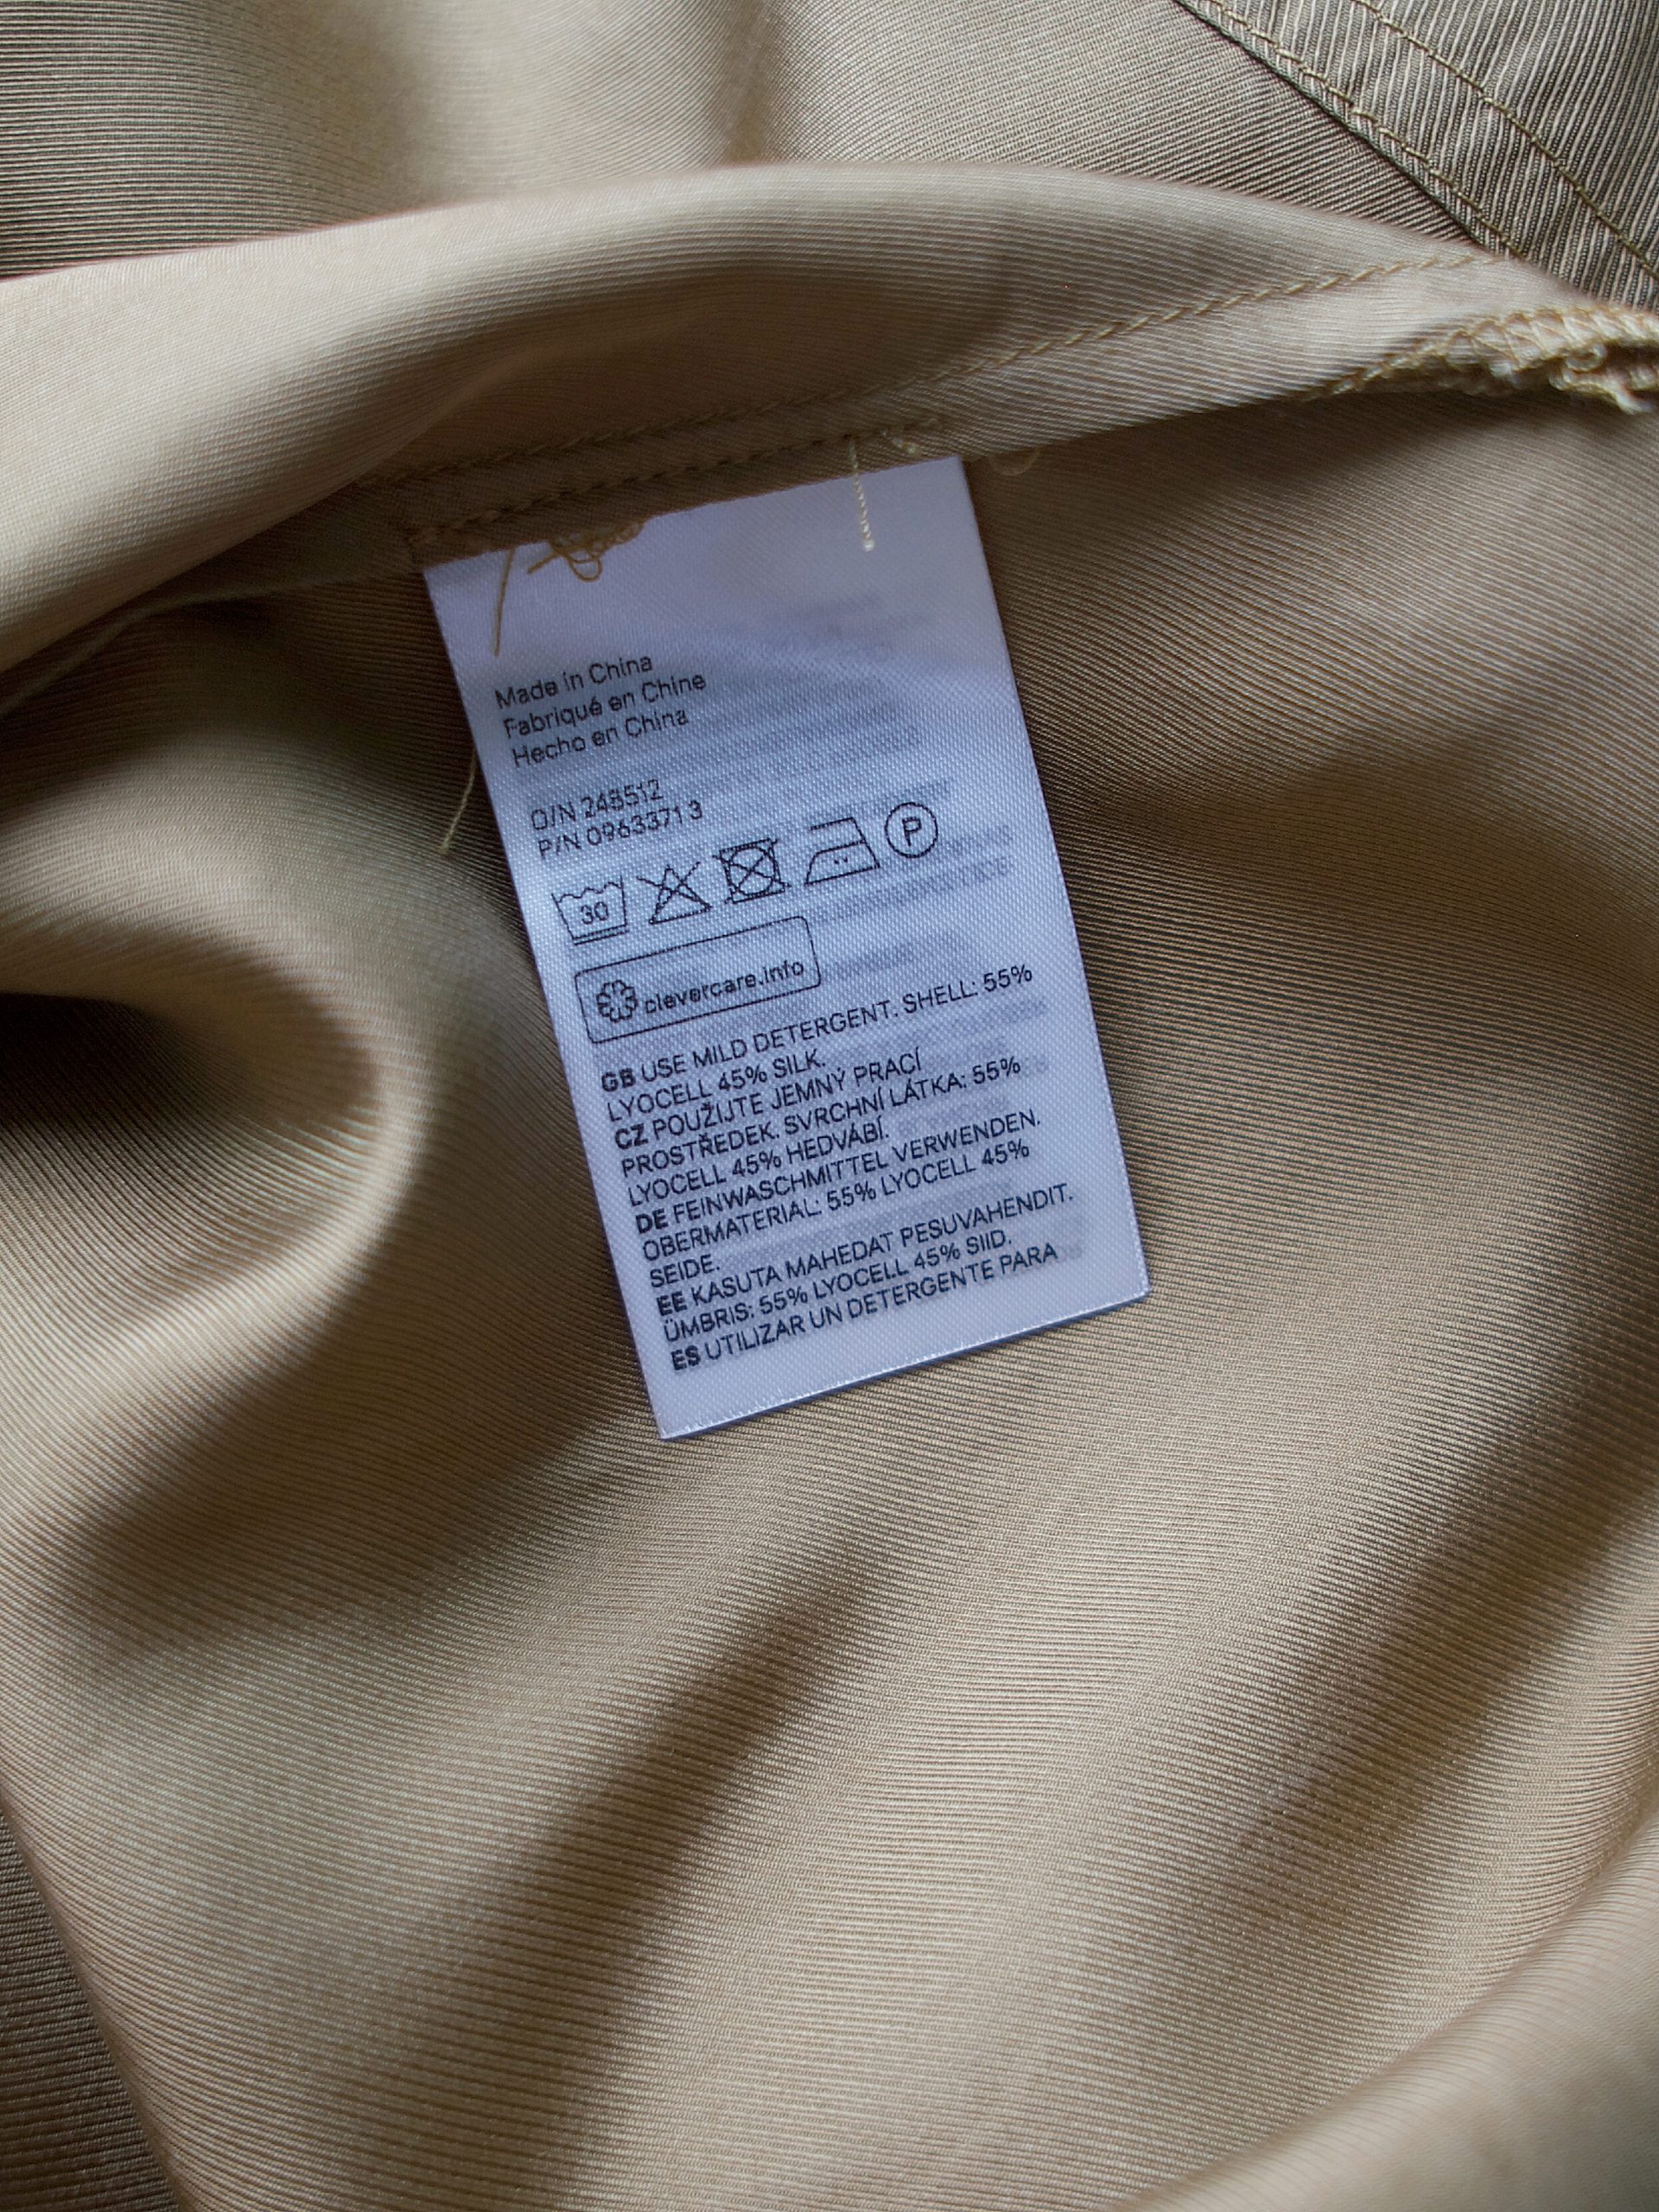 Made in China
Fabriqué en Chine
Hecho en China
O/N 248512
P/N 0963371 3
30
P
clevercare.info
GB USE MILD DETERGENT. SHELL: 55%
LYOCELL 45% SILK.
CZ POUŽIJTE JEMNÝ PRACÍ
PROSTŘEDEK. SVRCHNÍ LÁTKA: 55%
LYOCELL 45% HEDVÁBÍ.
DE FEINWASCHMITTEL VERWENDEN.
OBERMATERIAL: 55% LYOCELL 45%
SEIDE.
EE KASUTA MAHEDAT PESUVAHENDIT.
ÜMBRIS: 55% LYOCELL 45% SIID.
ES UTILIZAR UN DETERGENTE PARA